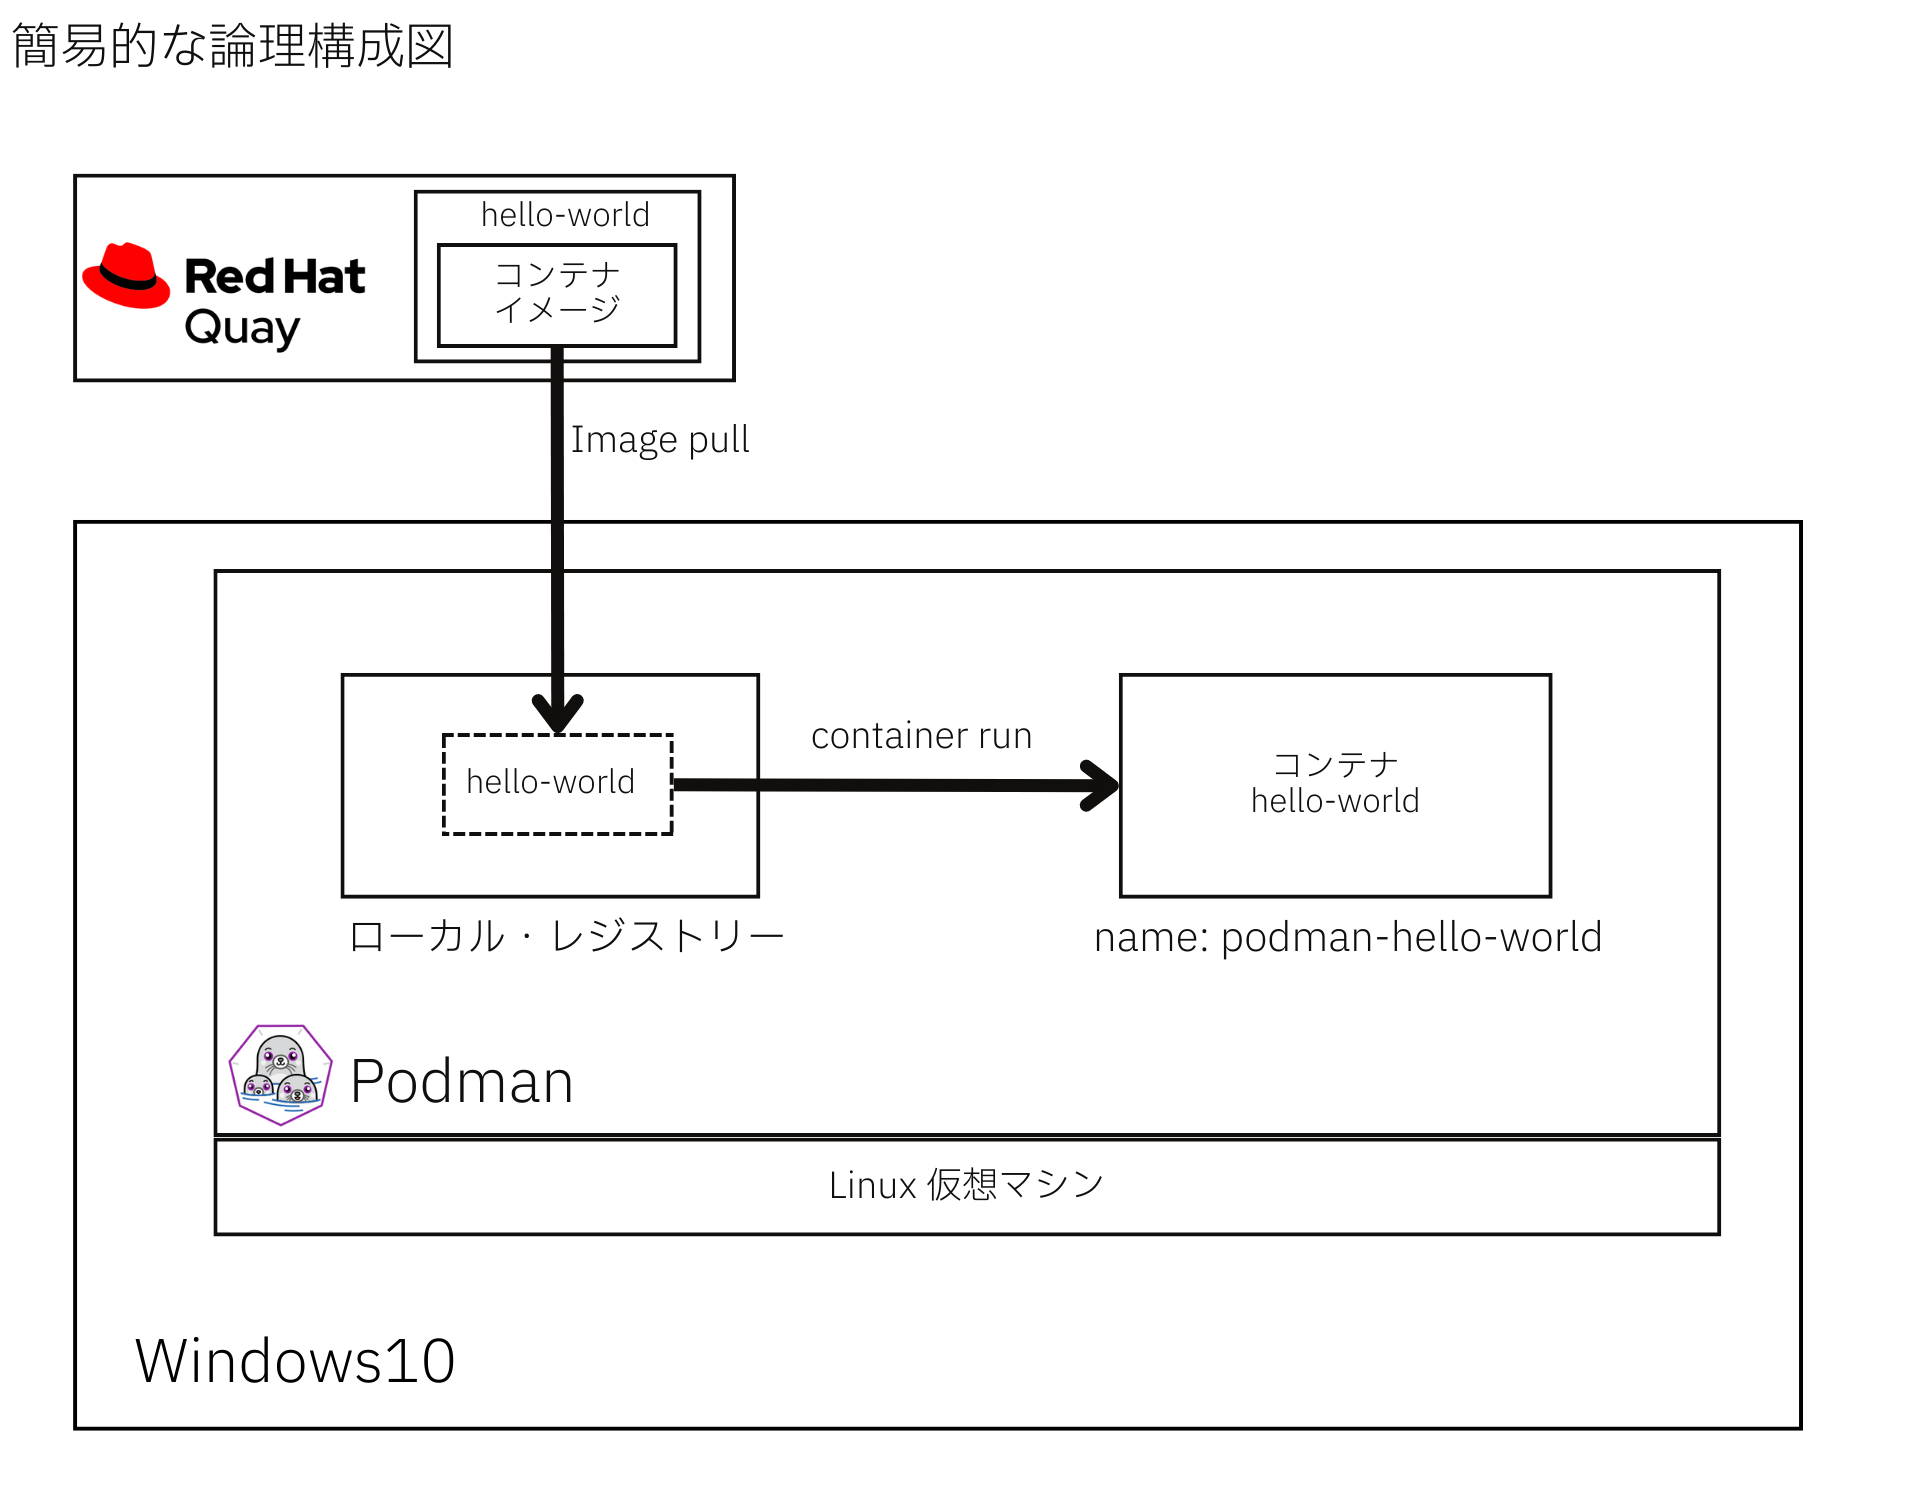 簡易的な論理構成図
Red Hat
Quay
hello-world
コンテナ
イメージ
Image pull
hello-world
container run
コンテナ
hello-world
ローカル・レジストリー
name: podman-hello-world
Podman
Linux 仮想マシン
Windows10